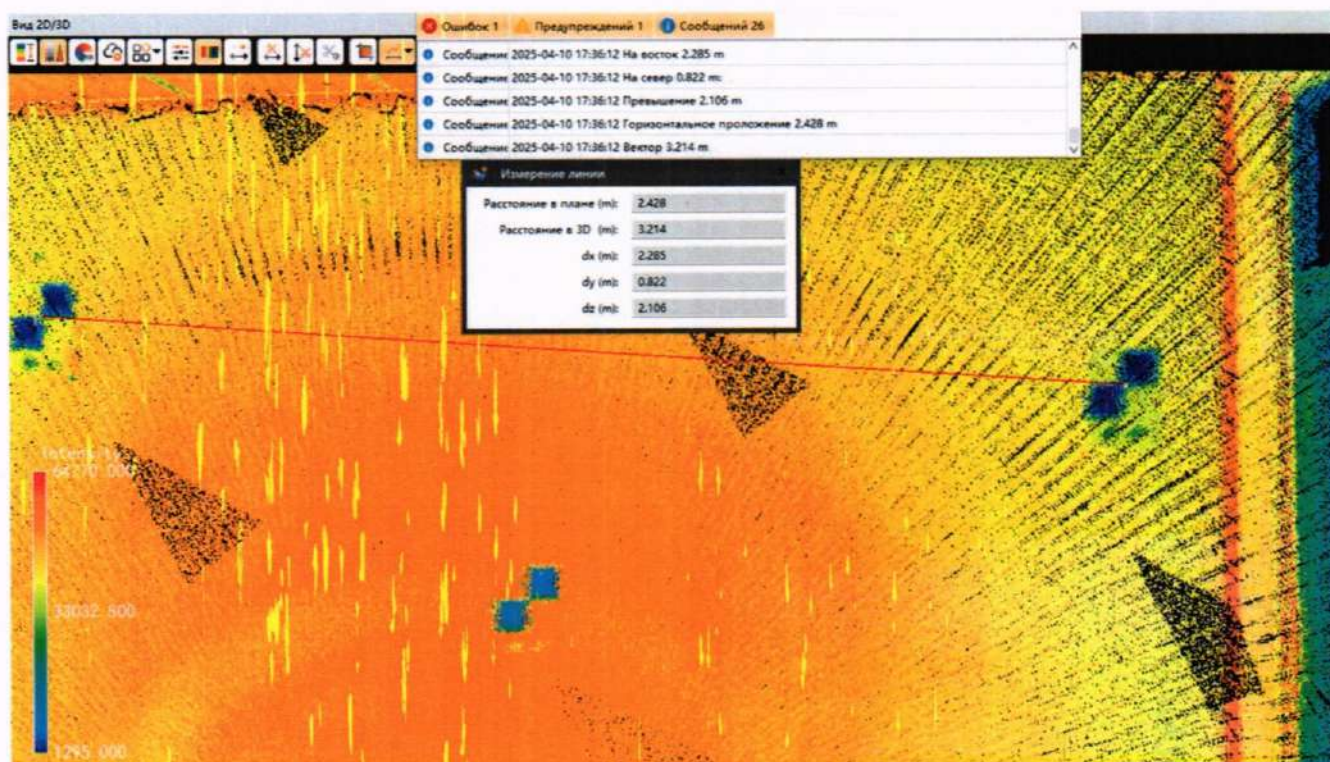 Вид 2D/3D
Ошибок 1 Предупреждений 1 Сообщений 26
Сообщение 2025-04-10 17:36:12 На восток 2.285 m
Сообщение 2025-04-10 17:36:12 На север 0.822 m:
Сообщение 2025-04-10 17:36:12 Превышение 2.106 m
Сообщение 2025-04-10 17:36:12 Горизонтальное проложение 2.428 m
Сообщение 2025-04-10 17:36:12 Вектор 3.214 m
Измерение линии
Расстояние в плане (m): 2.428
Расстояние в 3D (m): 3.214
dx (m): 2.285
dy (m): 0.822
dz (m): 2.106
33032.800
1295.000